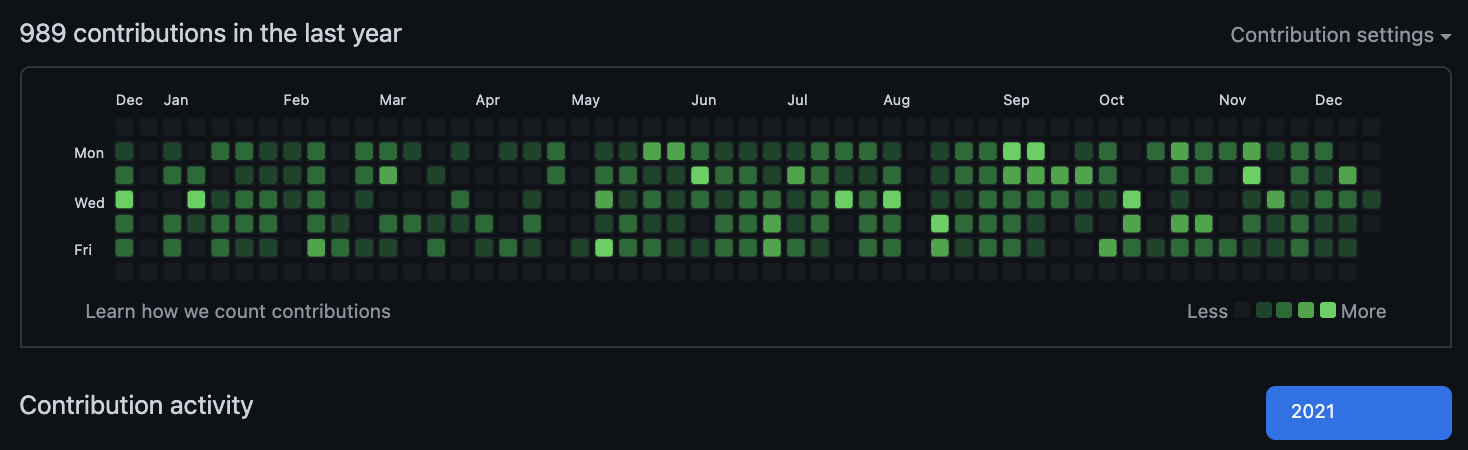 989 contributions in the last year
Contribution settings
Dec Jan Feb Mar Apr May Jun Jul Aug Sep Oct Nov Dec
Mon
Wed
Fri
Learn how we count contributions
Less More
Contribution activity
2021